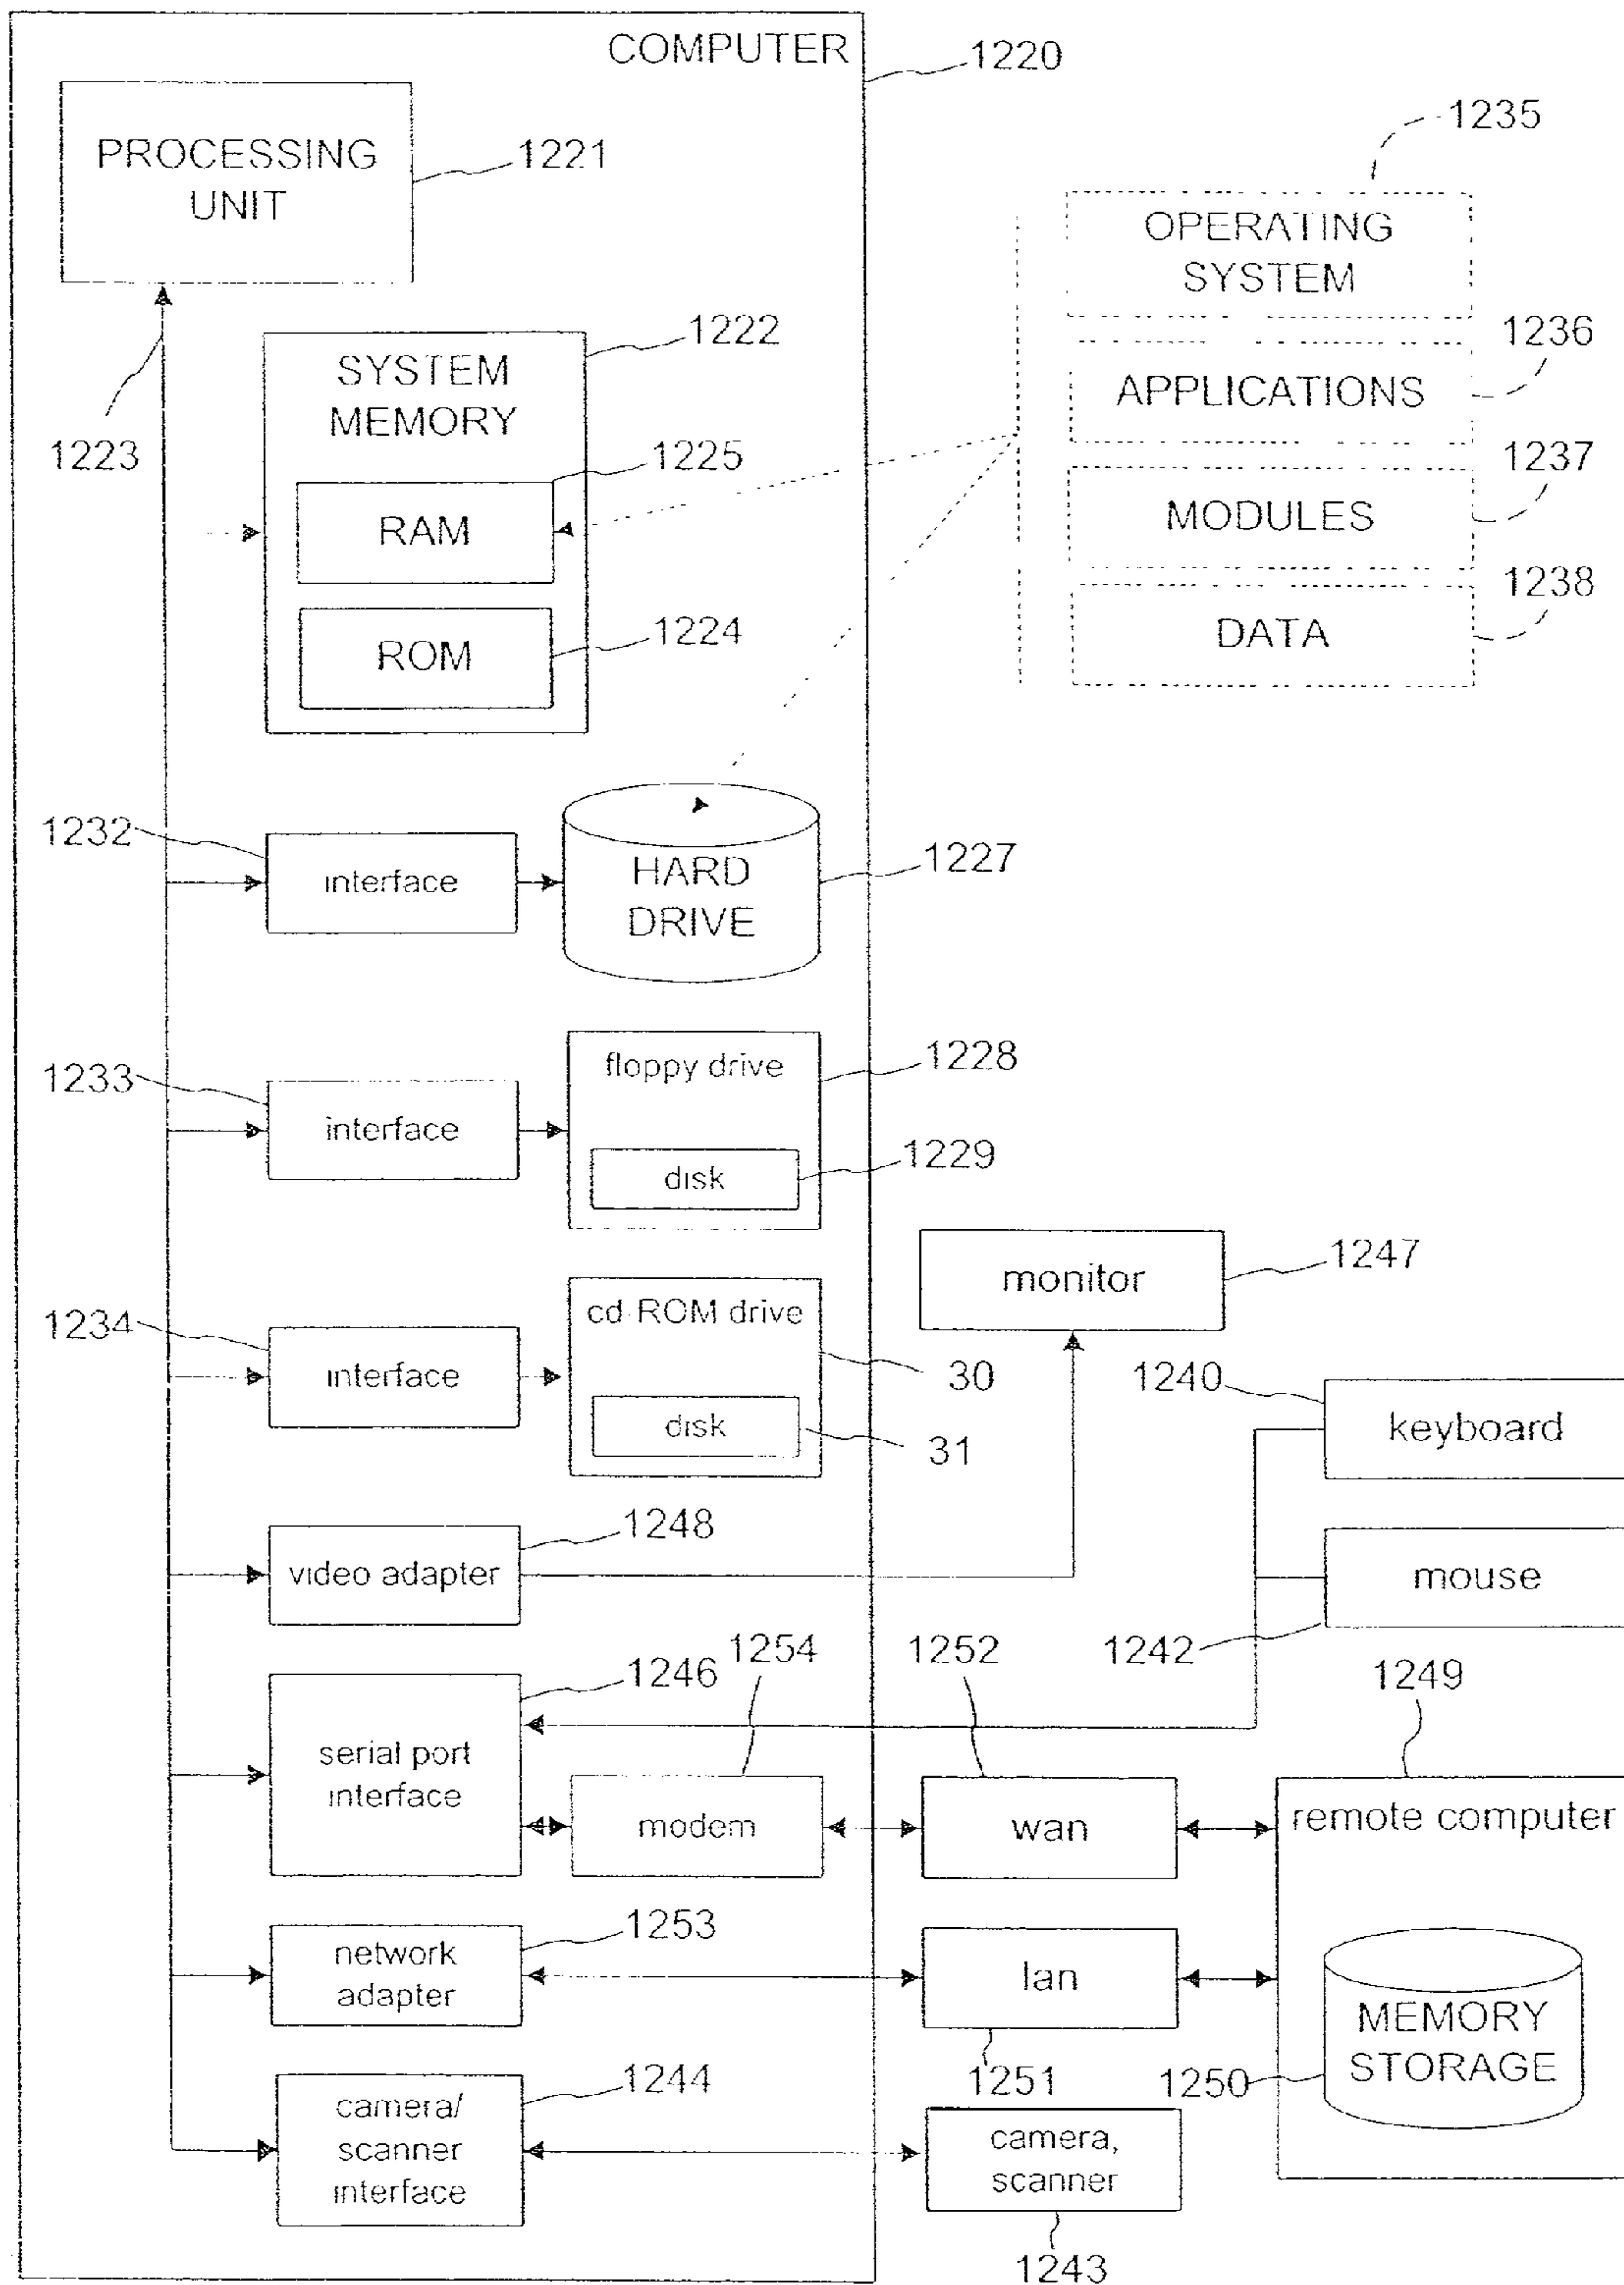 COMPUTER
1220
PROCESSING
UNIT
1221
1223
SYSTEM
MEMORY
1222
RAM
1225
ROM
1224
1235
OPERATING
SYSTEM
1236
APPLICATIONS
1237
MODULES
1238
DATA
1232
interface
HARD
DRIVE
1227
1233
interface
floppy drive
1228
disk
1229
1234
interface
cd-ROM drive
30
disk
31
monitor
1247
1240
keyboard
mouse
1242
video adapter
1248
serial port
interface
1246
modem
1254
wan
1252
1249
remote computer
MEMORY
STORAGE
1250
network
adapter
1253
lan
1251
camera/
scanner
interface
1244
camera,
scanner
1243